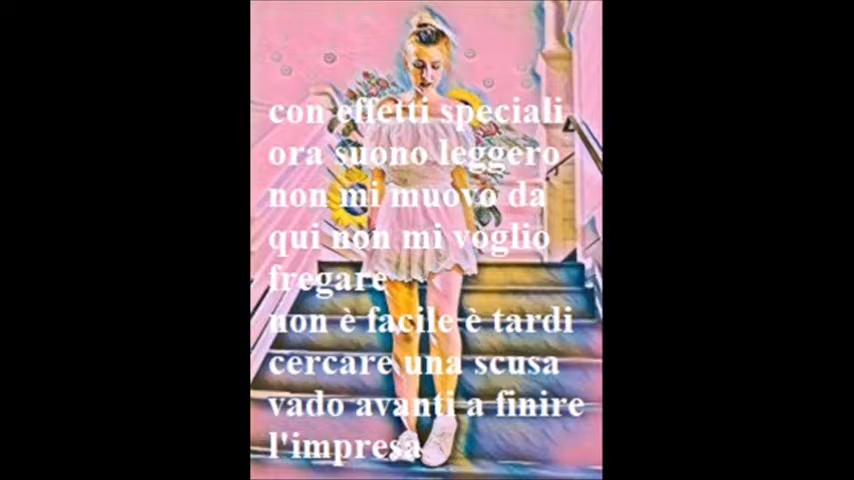 con effetti speciali
ora suono leggero
non mi muovo da
qui non mi voglio
fregare
non è facile è tardi
cercare una scusa
vado avanti a finire
l'impresa